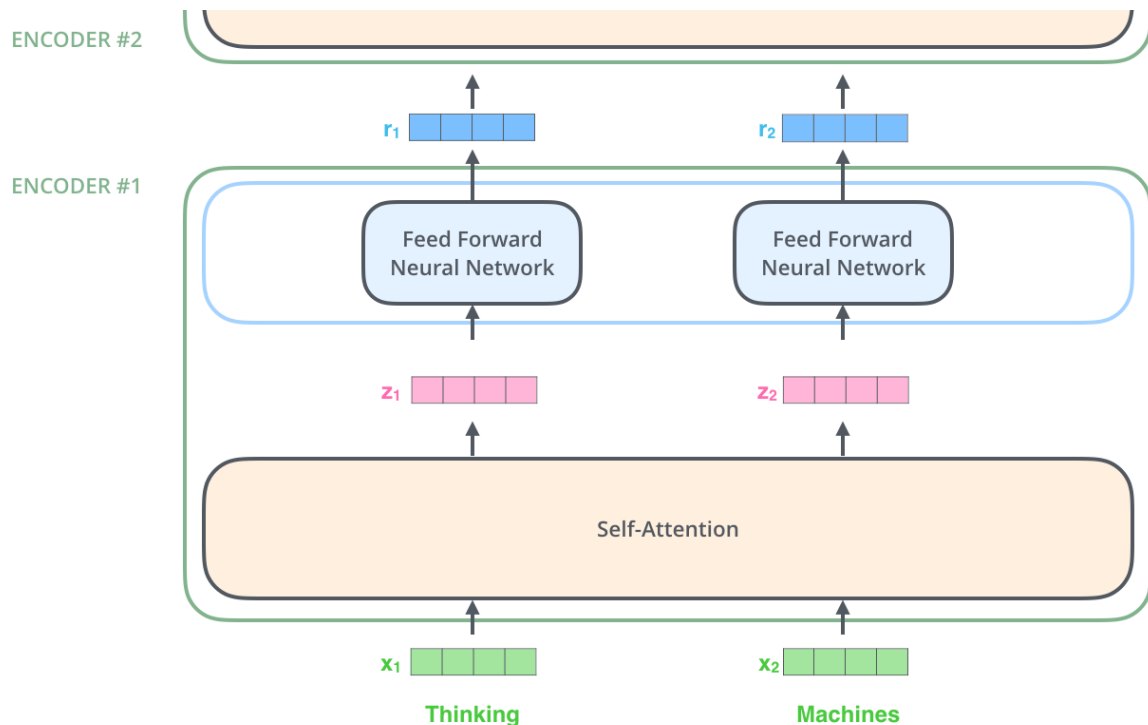 ENCODER #2
r₁
r₂
ENCODER #1
Feed Forward
Neural Network
Feed Forward
Neural Network
z₁
z₂
Self-Attention
x₁
x₂
Thinking
Machines